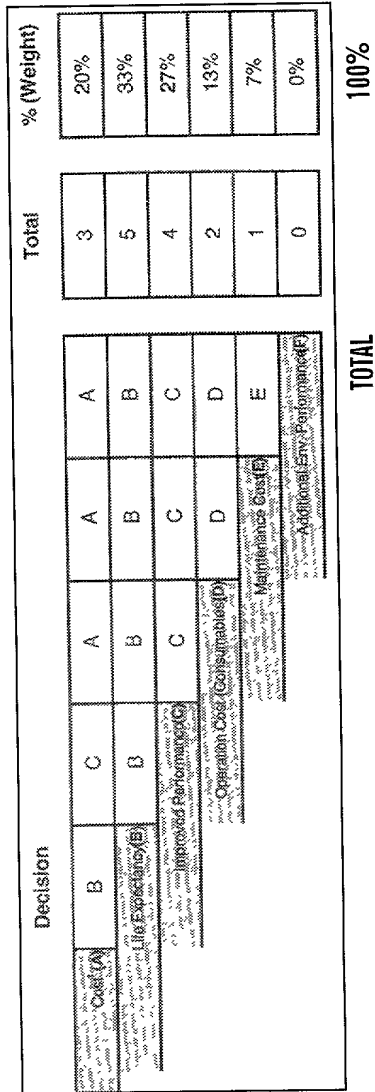 Decision Total % (Weight)
Cost (A) B C A A A 3 20%
Life Expectancy(B) B B B B 5 33%
Improved Performance(C) C C C 4 27%
Operation Cost (Consumables)(D) D D 2 13%
Maintenance Cost(E) E 1 7%
Additional Env. Performance(F) 0 0%
TOTAL 100%